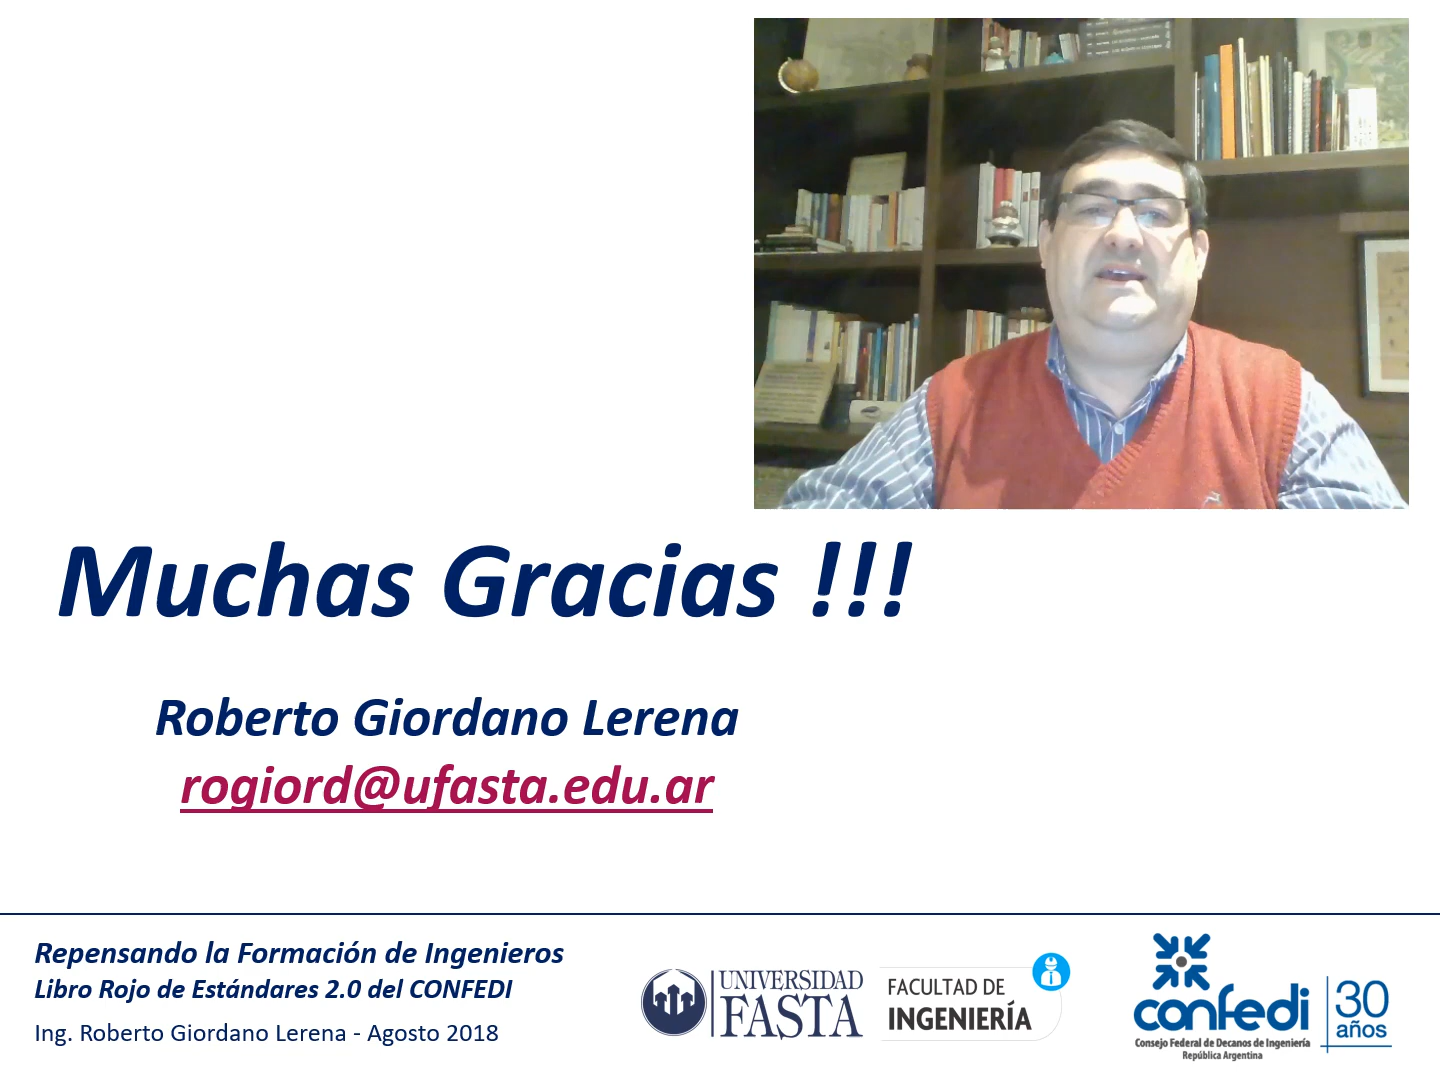 Muchas Gracias !!!
Roberto Giordano Lerena
rogiord@ufasta.edu.ar
Repensando la Formación de Ingenieros
Libro Rojo de Estándares 2.0 del CONFEDI
Ing. Roberto Giordano Lerena - Agosto 2018
UNIVERSIDAD
FASTA
FACULTAD DE
INGENIERÍA
confedi
Consejo Federal de Decanos de Ingeniería
República Argentina
30
años